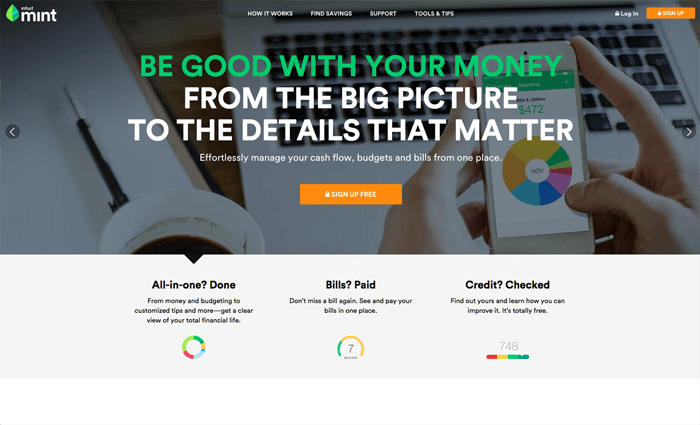 intuit
mint
HOW IT WORKS
FIND SAVINGS
SUPPORT
TOOLS & TIPS
Log In
SIGN UP
BE GOOD WITH YOUR MONEY
FROM THE BIG PICTURE
TO THE DETAILS THAT MATTER
Effortlessly manage your cash flow, budgets and bills from one place.
SIGN UP FREE
Spending
Bills & Utilities
$472
NOV
All-in-one? Done
From money and budgeting to
customized tips and more—get a clear
view of your total financial life.
Bills? Paid
Don't miss a bill again. See and pay your
bills in one place.
7
Credit? Checked
Find out yours and learn how you can
improve it. It's totally free.
748